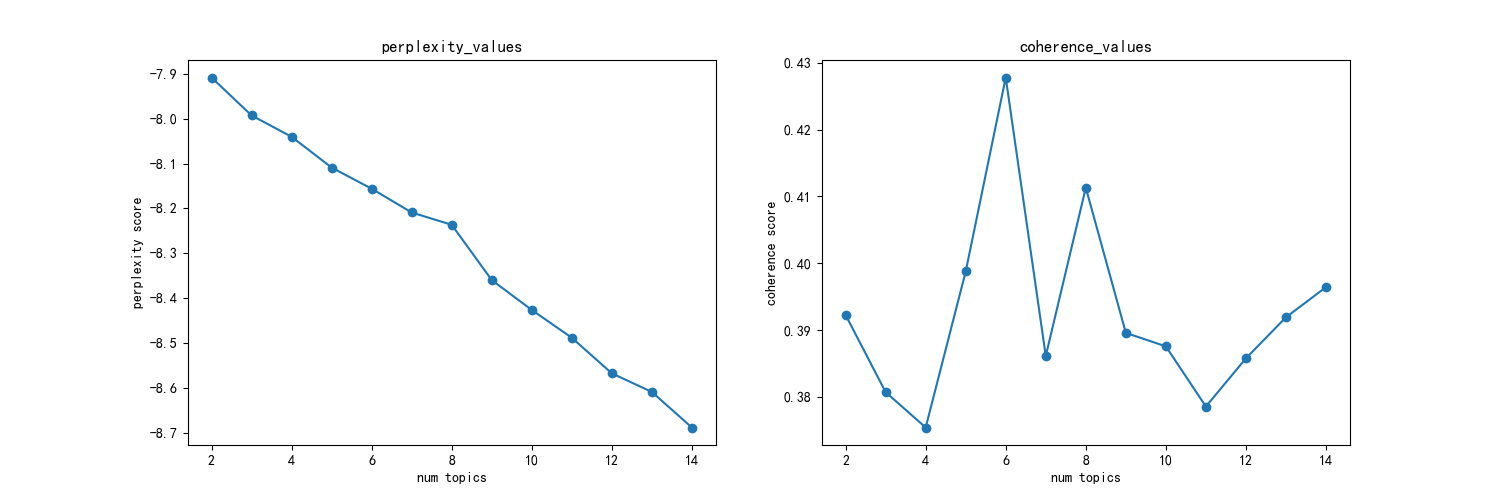 perplexity_values
−7.9
−8.0
−8.1
−8.2
−8.3
−8.4
−8.5
−8.6
−8.7
perplexity score
2 4 6 8 10 12 14
num topics
coherence_values
0.43
0.42
0.41
0.40
0.39
0.38
coherence score
2 4 6 8 10 12 14
num topics